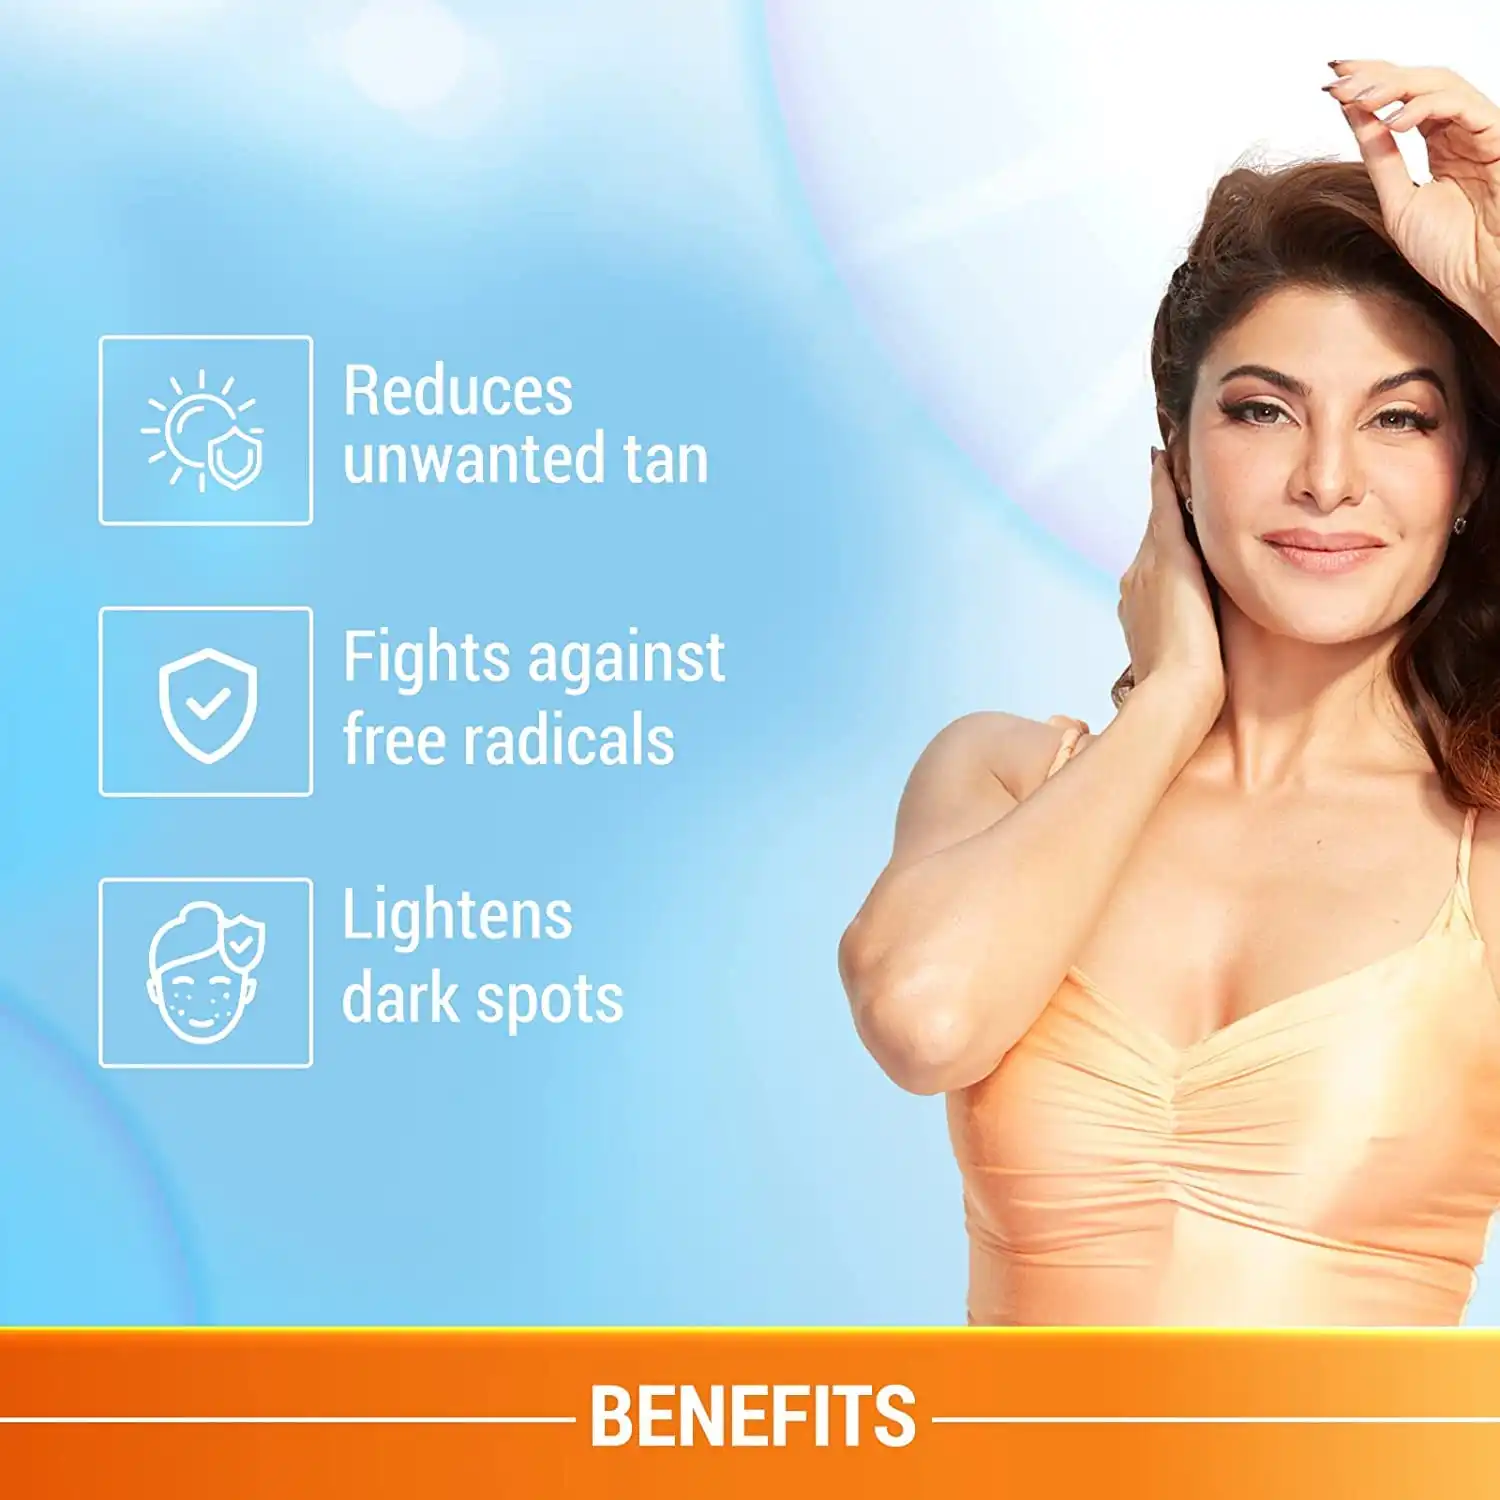 Reduces
unwanted tan
Fights against
free radicals
Lightens
dark spots
BENEFITS